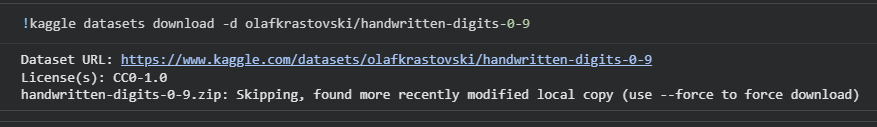 !kaggle datasets download -d olafkrastovski/handwritten-digits-0-9
Dataset URL: https://www.kaggle.com/datasets/olafkrastovski/handwritten-digits-0-9
License(s): CC0-1.0
handwritten-digits-0-9.zip: Skipping, found more recently modified local copy (use --force to force download)